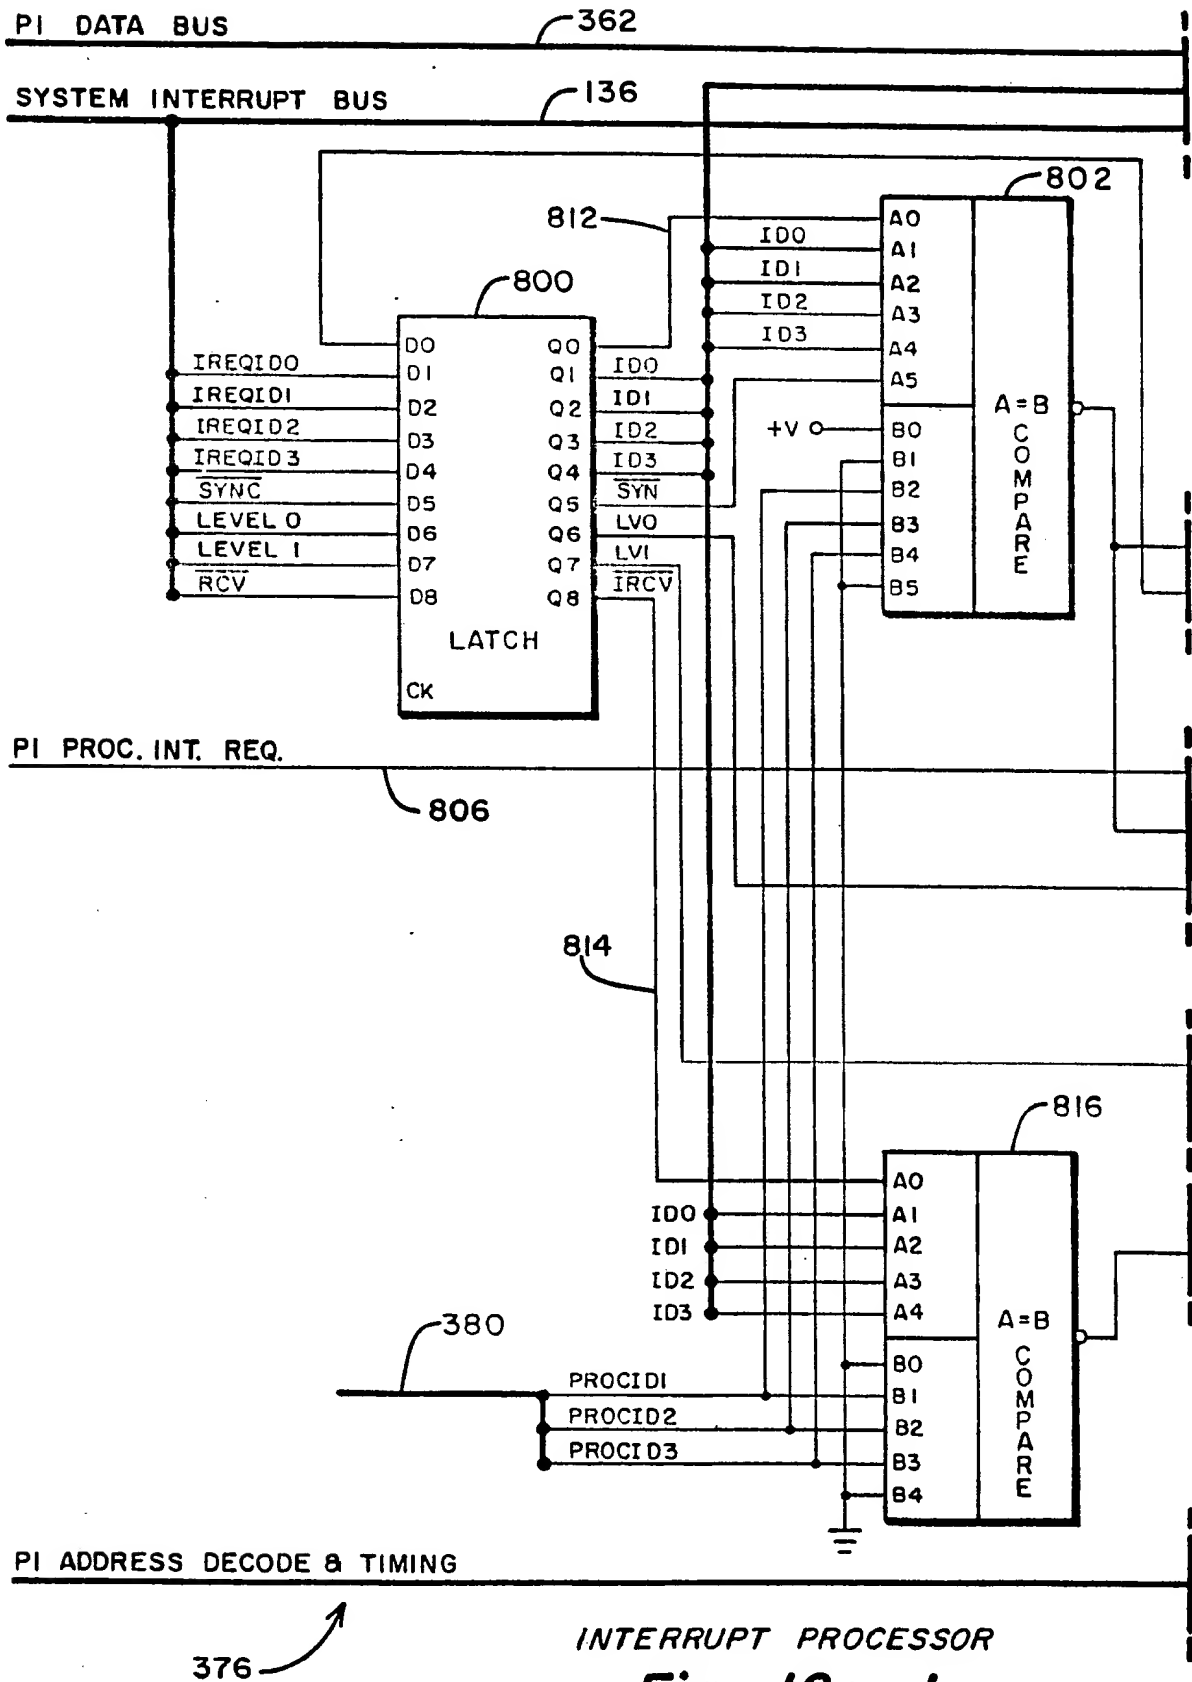 PI DATA BUS
362
SYSTEM INTERRUPT BUS
136
802
812
800
A0
ID0 A1
ID1 A2
ID2 A3
ID3 A4
A5
A=B
COMPARE
+V B0
B1
B2
B3
B4
B5
D0 Q0
IREQID0 D1 Q1 ID0
IREQID1 D2 Q2 ID1
IREQID2 D3 Q3 ID2
IREQID3 D4 Q4 ID3
SYNC D5 Q5 SYN
LEVEL 0 D6 Q6 LV0
LEVEL 1 D7 Q7 LV1
RCV D8 Q8 IRCV
LATCH
CK
PI PROC. INT. REQ.
806
814
816
A0
ID0 A1
ID1 A2
ID2 A3
ID3 A4
A=B
COMPARE
380
B0
PROCID1 B1
PROCID2 B2
PROCID3 B3
B4
PI ADDRESS DECODE & TIMING
376
INTERRUPT PROCESSOR